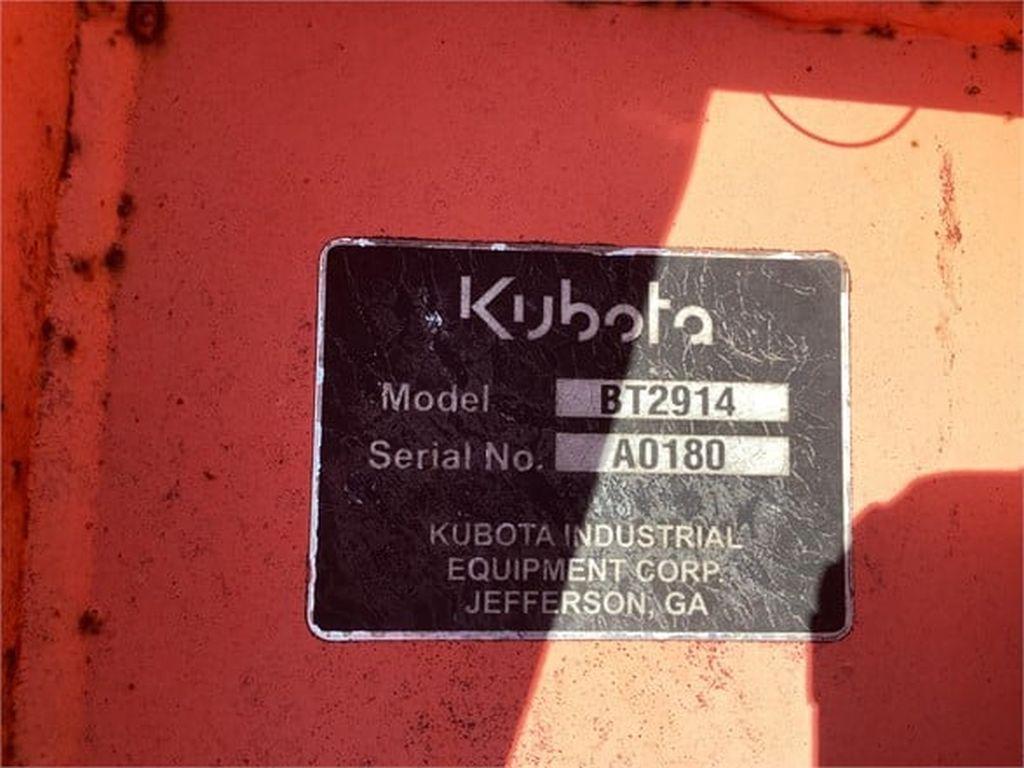 Kubota
Model BT2914
Serial No. A0180
KUBOTA INDUSTRIAL
EQUIPMENT CORP.
JEFFERSON, GA